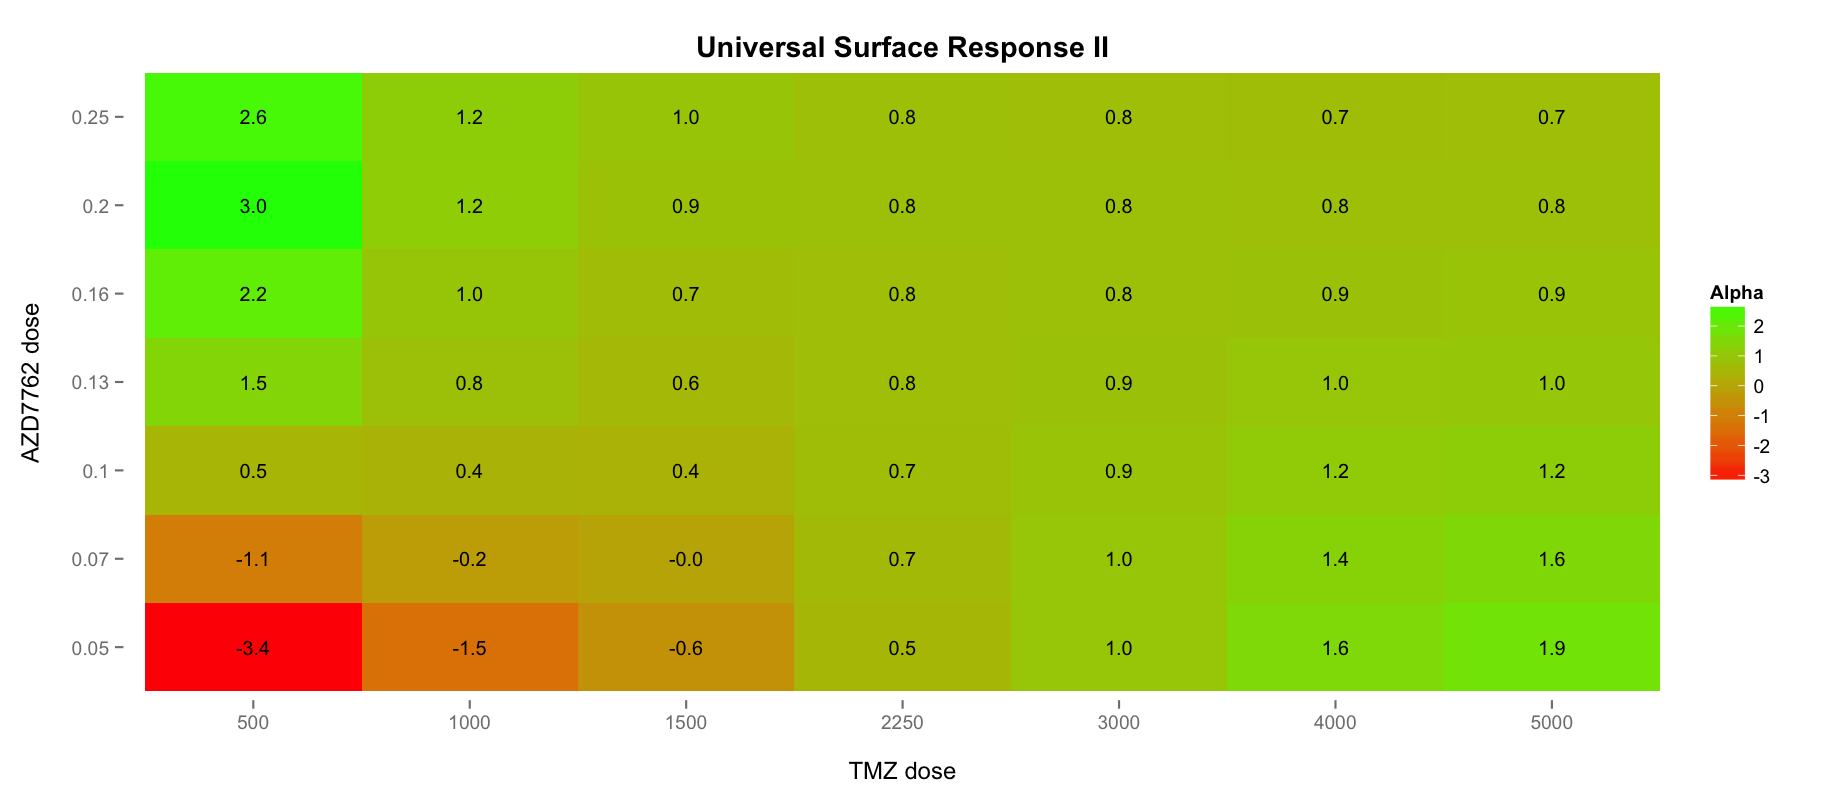 Universal Surface Response II
0.25 2.6 1.2 1.0 0.8 0.8 0.7 0.7
0.2 3.0 1.2 0.9 0.8 0.8 0.8 0.8
0.16 2.2 1.0 0.7 0.8 0.8 0.9 0.9
0.13 1.5 0.8 0.6 0.8 0.9 1.0 1.0
0.1 0.5 0.4 0.4 0.7 0.9 1.2 1.2
0.07 -1.1 -0.2 -0.0 0.7 1.0 1.4 1.6
0.05 -3.4 -1.5 -0.6 0.5 1.0 1.6 1.9
500 1000 1500 2250 3000 4000 5000
TMZ dose
AZD7762 dose
Alpha
2
1
0
-1
-2
-3